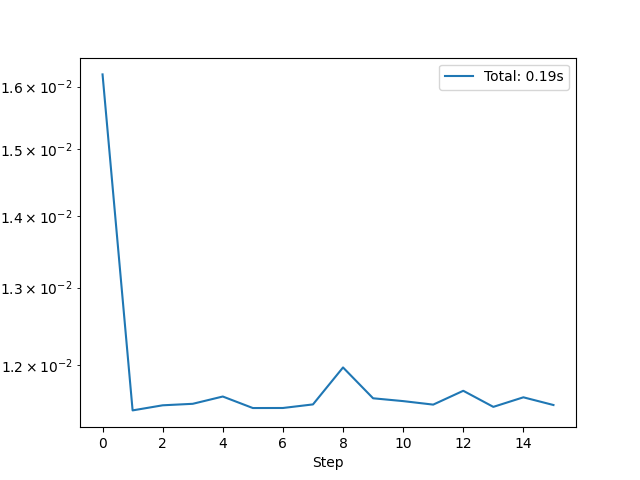 Total: 0.19s
1.6 × 10⁻²
1.5 × 10⁻²
1.4 × 10⁻²
1.3 × 10⁻²
1.2 × 10⁻²
0 2 4 6 8 10 12 14
Step